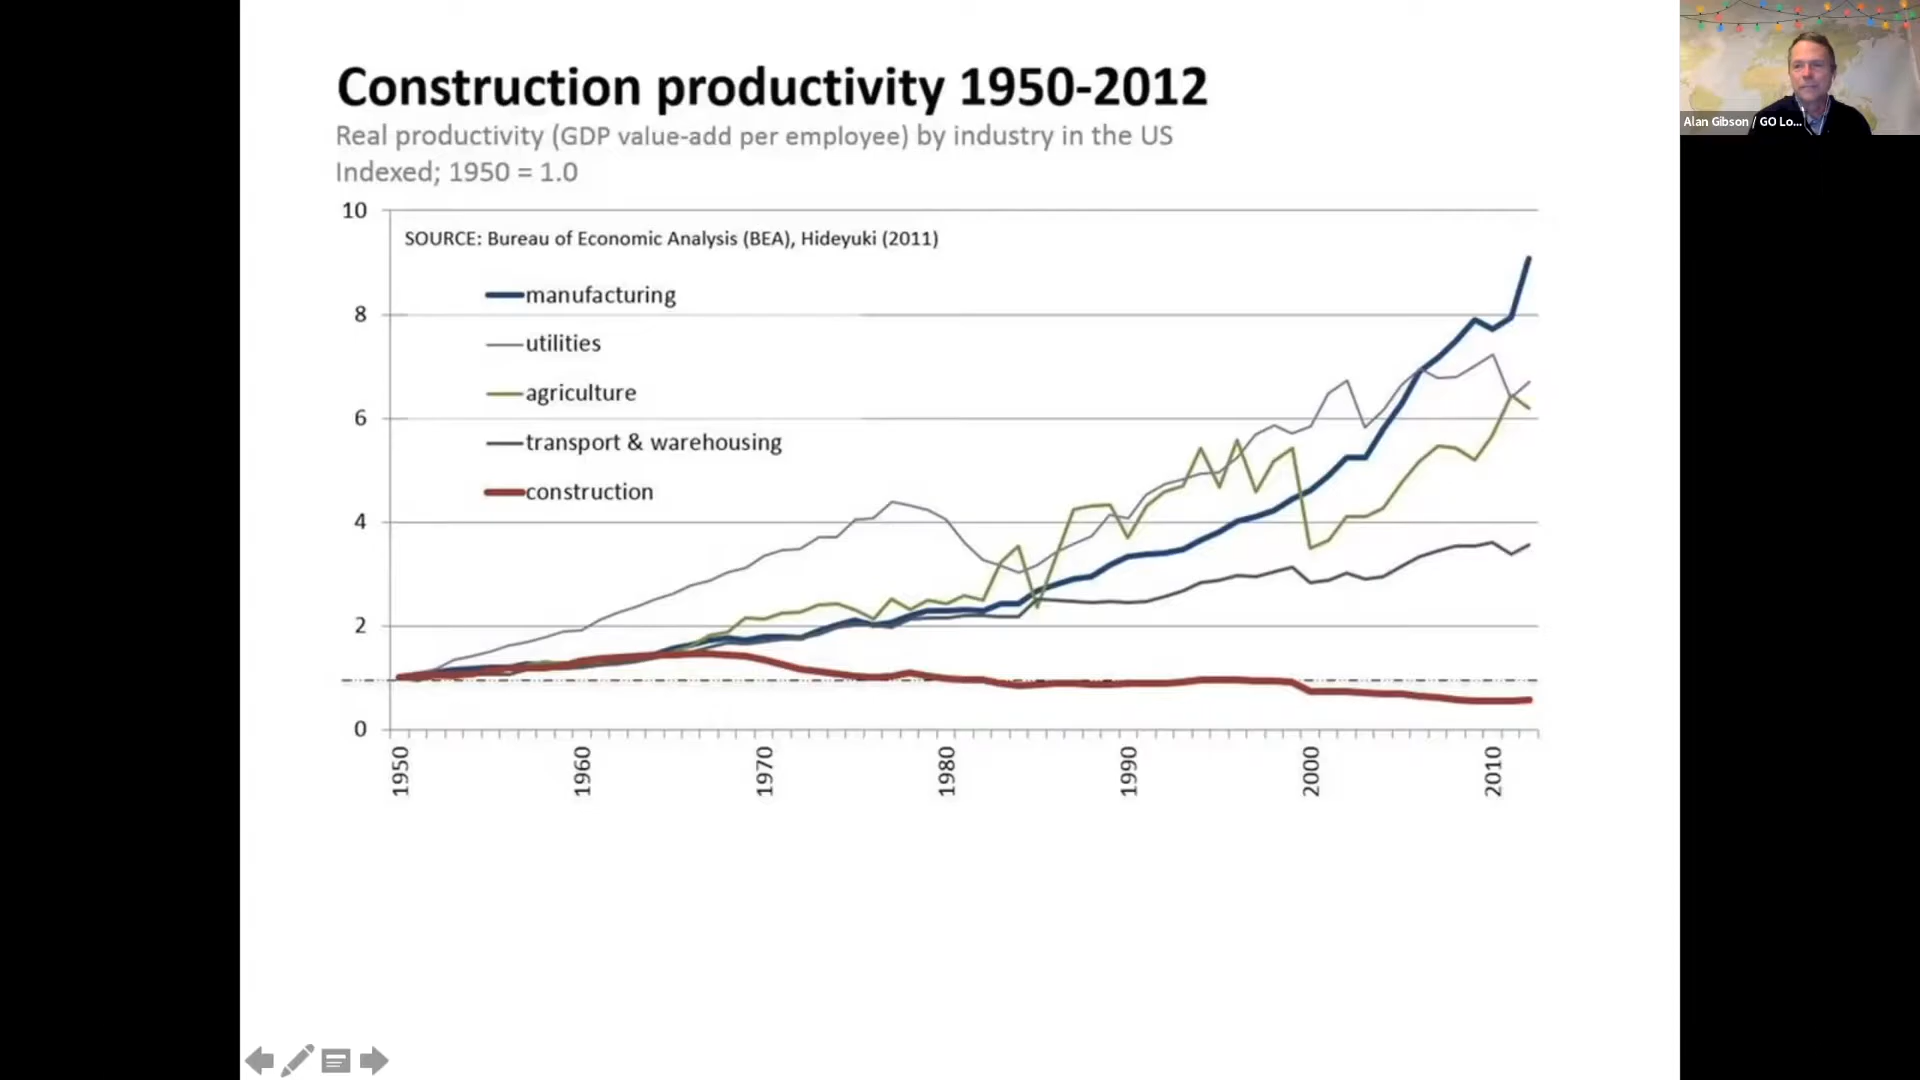 Construction productivity 1950-2012
Real productivity (GDP value-add per employee) by industry in the US
Indexed; 1950 = 1.0
10
SOURCE: Bureau of Economic Analysis (BEA), Hideyuki (2011)
manufacturing
8
utilities
agriculture
6
transport & warehousing
construction
4
2
0
1950
1960
1970
1980
1990
2000
2010
Alan Gibson / GO Lo...